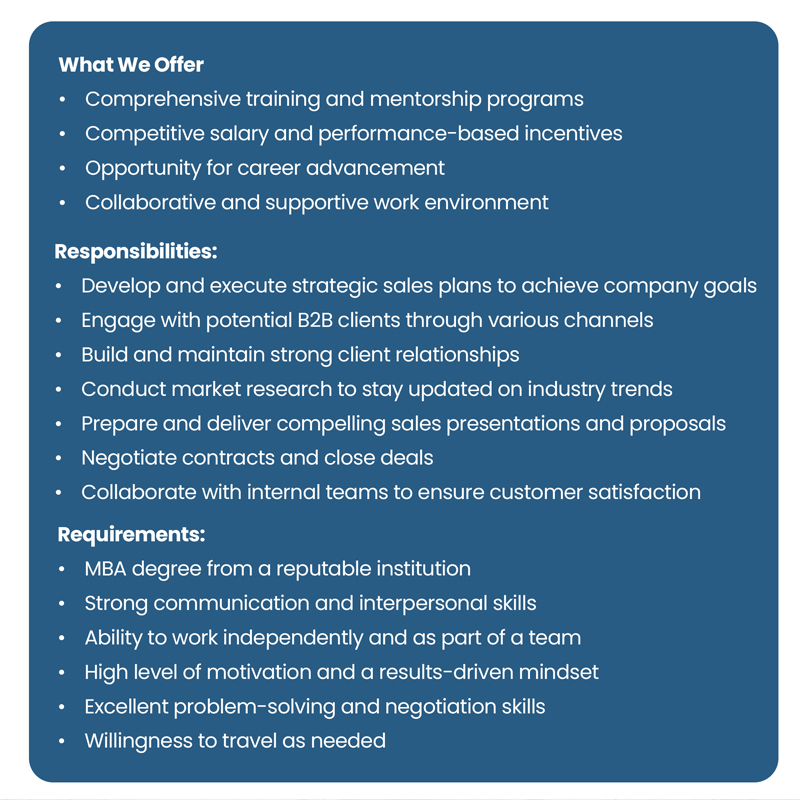 What We Offer
• Comprehensive training and mentorship programs
• Competitive salary and performance-based incentives
• Opportunity for career advancement
• Collaborative and supportive work environment
Responsibilities:
• Develop and execute strategic sales plans to achieve company goals
• Engage with potential B2B clients through various channels
• Build and maintain strong client relationships
• Conduct market research to stay updated on industry trends
• Prepare and deliver compelling sales presentations and proposals
• Negotiate contracts and close deals
• Collaborate with internal teams to ensure customer satisfaction
Requirements:
• MBA degree from a reputable institution
• Strong communication and interpersonal skills
• Ability to work independently and as part of a team
• High level of motivation and a results-driven mindset
• Excellent problem-solving and negotiation skills
• Willingness to travel as needed